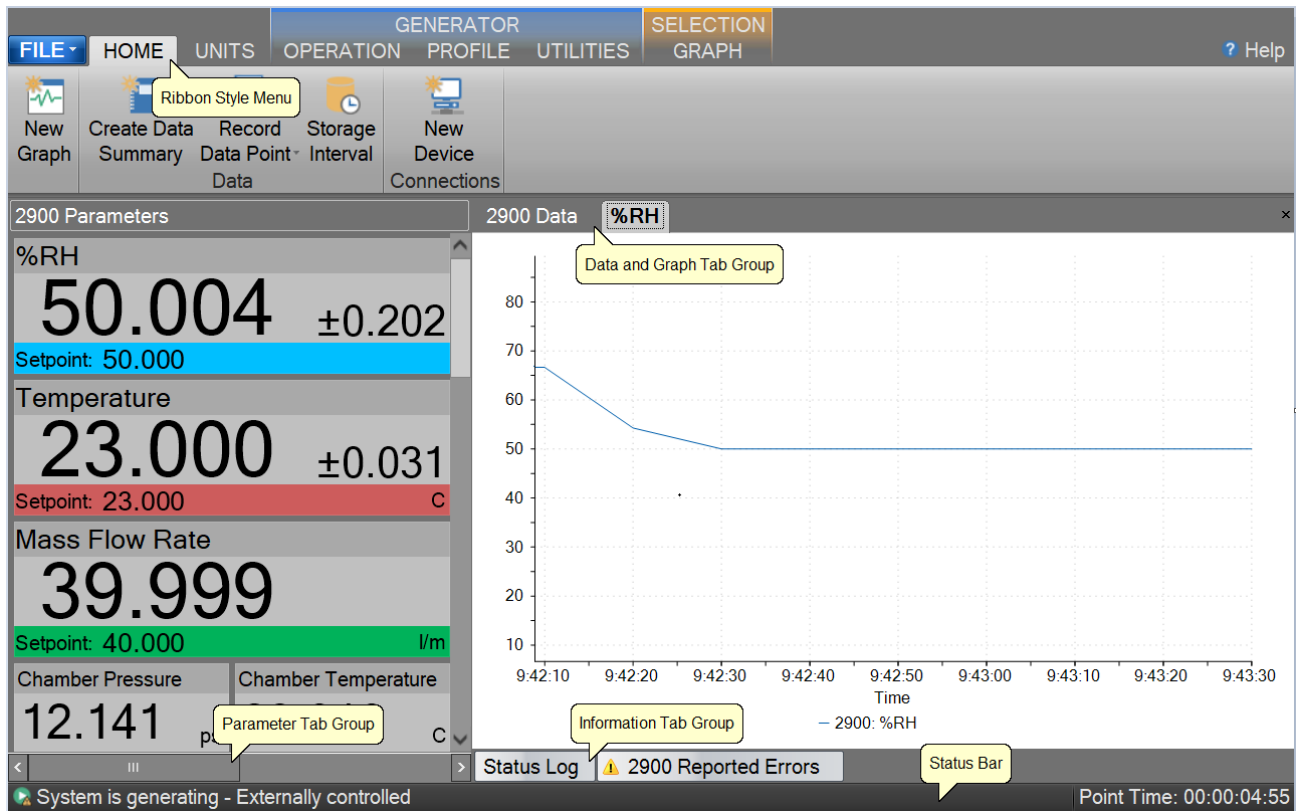 GENERATOR SELECTION
FILE HOME UNITS OPERATION PROFILE UTILITIES GRAPH ? Help
Ribbon Style Menu
New Create Data Record Storage New
Graph Summary Data Point Interval Device
Data Connections
2900 Parameters
2900 Data %RH ×
Data and Graph Tab Group
%RH
50.004 ±0.202
Setpoint: 50.000
Temperature
23.000 ±0.031
Setpoint: 23.000 C
Mass Flow Rate
39.999
Setpoint: 40.000 l/m
Chamber Pressure Chamber Temperature
12.141 C
Parameter Tab Group
80
70
60
50
40
30
20
10
9:42:10 9:42:20 9:42:30 9:42:40 9:42:50 9:43:00 9:43:10 9:43:20 9:43:30
Time
2900: %RH
Information Tab Group
Status Bar
Status Log 2900 Reported Errors
System is generating - Externally controlled Point Time: 00:00:04:55